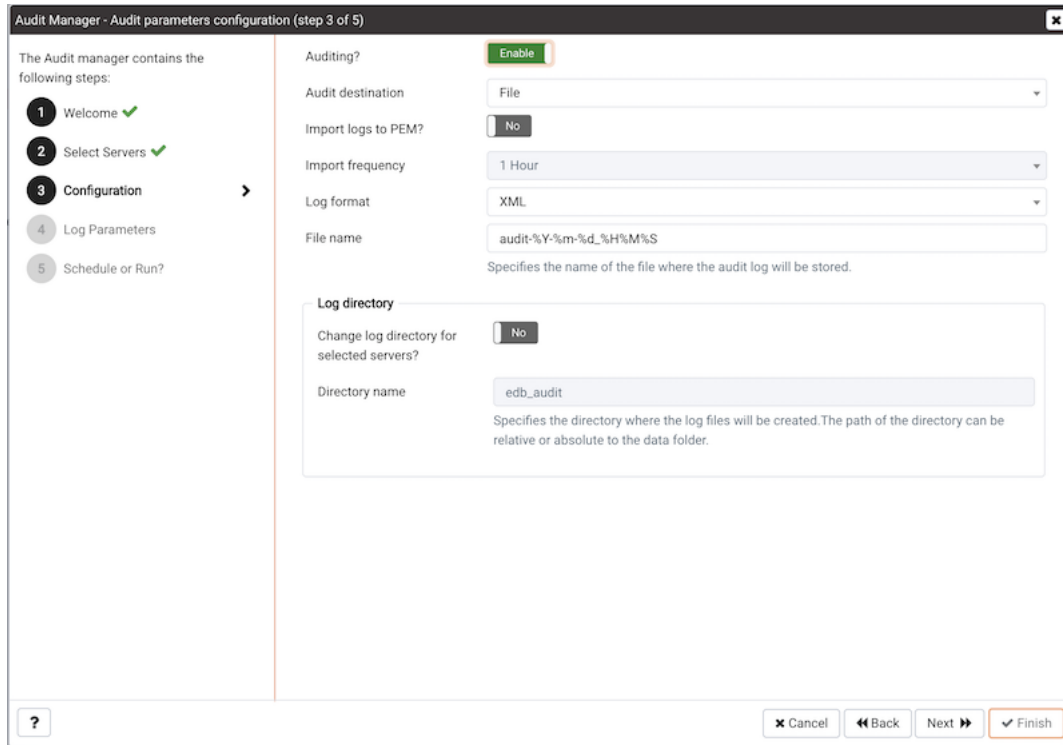 Audit Manager - Audit parameters configuration (step 3 of 5)
The Audit manager contains the
following steps:
1 Welcome
2 Select Servers
3 Configuration
4 Log Parameters
5 Schedule or Run?
Auditing? Enable
Audit destination File
Import logs to PEM? No
Import frequency 1 Hour
Log format XML
File name audit-%Y-%m-%d_%H%M%S
Specifies the name of the file where the audit log will be stored.
Log directory
Change log directory for No
selected servers?
Directory name edb_audit
Specifies the directory where the log files will be created.The path of the directory can be
relative or absolute to the data folder.
? Cancel Back Next Finish